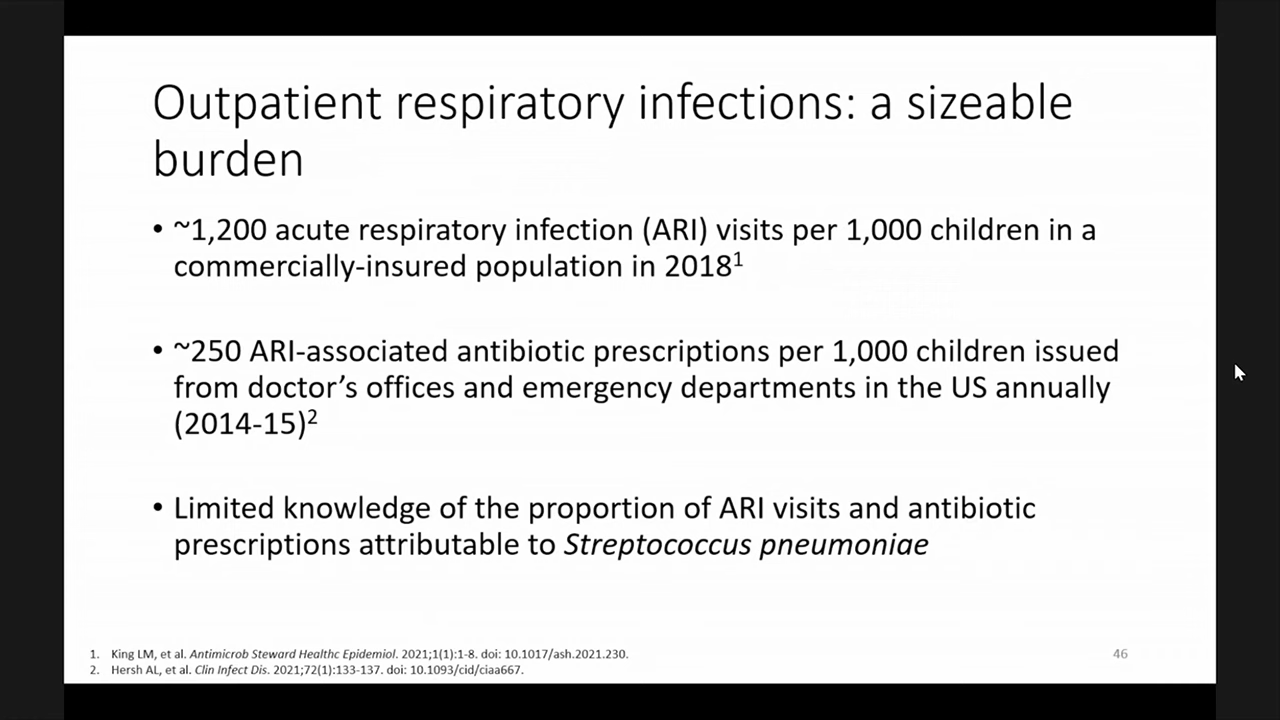 Outpatient respiratory infections: a sizeable
burden
• ~1,200 acute respiratory infection (ARI) visits per 1,000 children in a
commercially-insured population in 2018¹
• ~250 ARI-associated antibiotic prescriptions per 1,000 children issued
from doctor’s offices and emergency departments in the US annually
(2014-15)²
• Limited knowledge of the proportion of ARI visits and antibiotic
prescriptions attributable to Streptococcus pneumoniae
1. King LM, et al. Antimicrob Steward Healthc Epidemiol. 2021;1(1):1-8. doi: 10.1017/ash.2021.230.
2. Hersh AL, et al. Clin Infect Dis. 2021;72(1):133-137. doi: 10.1093/cid/ciaa667.
46